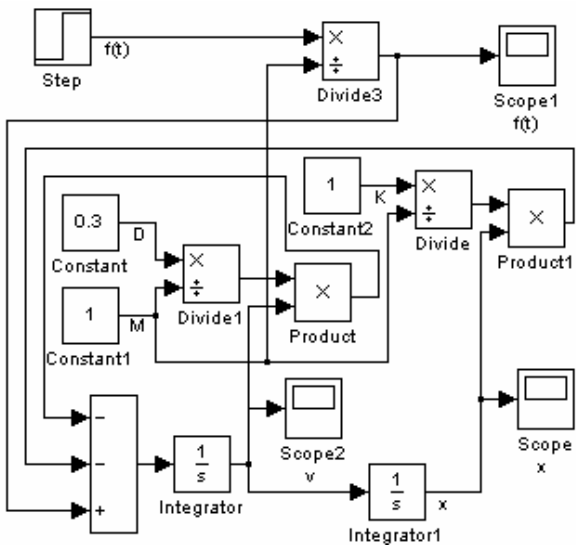 f(t)
Step
×
÷
Divide3
Scope1
f(t)
1
K
Constant2
×
÷
Divide
×
Product1
0.3
D
Constant
×
÷
Divide1
×
Product
1
M
Constant1
−
−
+
1
s
Integrator
Scope2
v
1
s
Integrator1
x
Scope
x